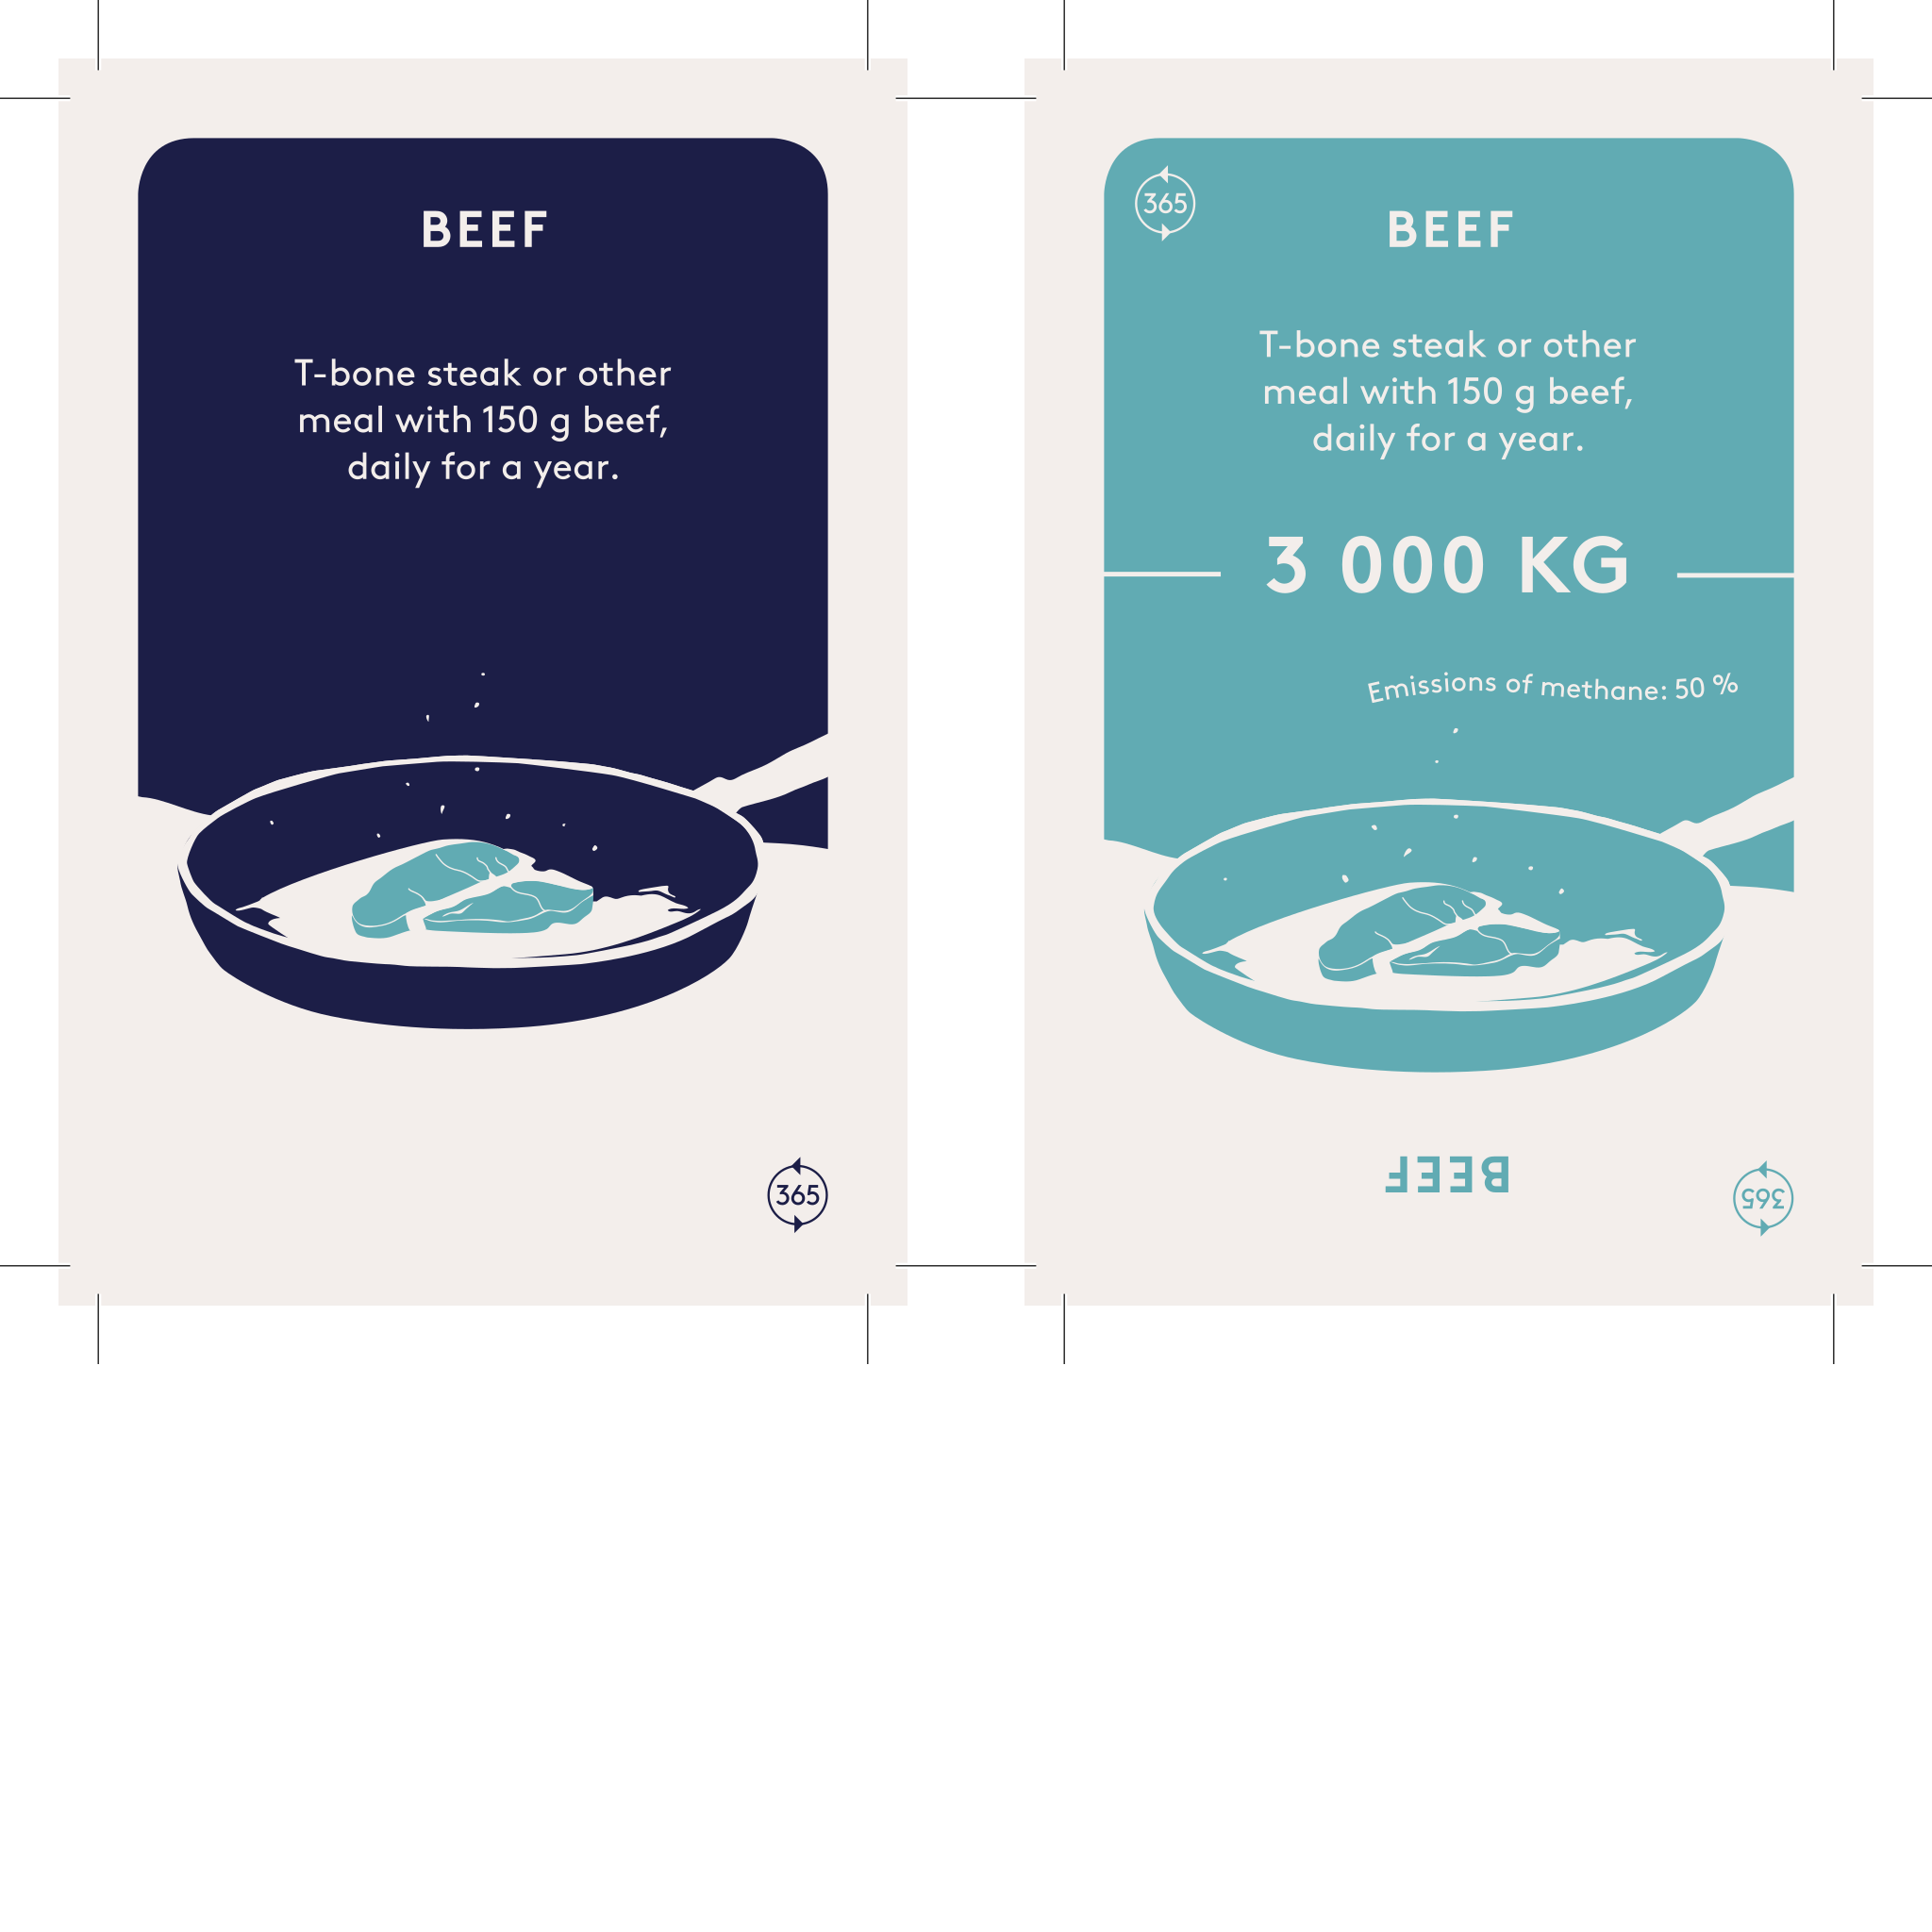 BEEF
T-bone steak or other
meal with 150 g beef,
daily for a year.
365
365
BEEF
T-bone steak or other
meal with 150 g beef,
daily for a year.
3 000 KG
Emissions of methane: 50 %
BEEF
365